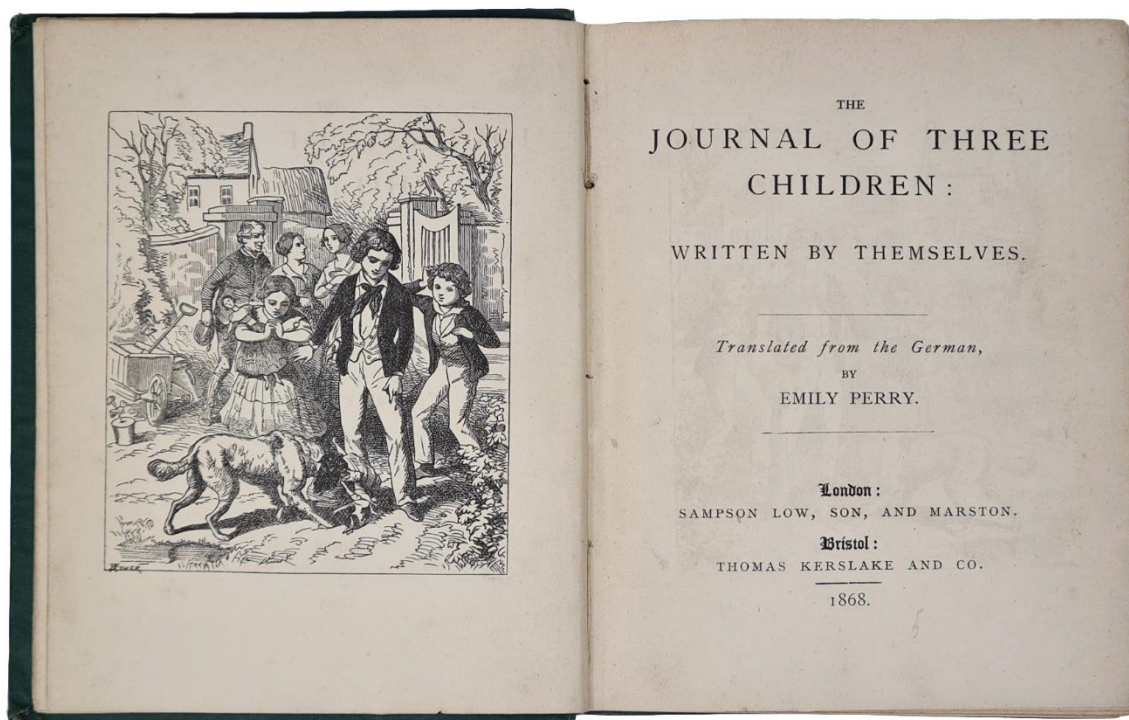 THE
JOURNAL OF THREE
CHILDREN:
WRITTEN BY THEMSELVES.
Translated from the German,
BY
EMILY PERRY.
London:
SAMPSON LOW, SON, AND MARSTON.
Bristol:
THOMAS KERSLAKE AND CO.
1868.